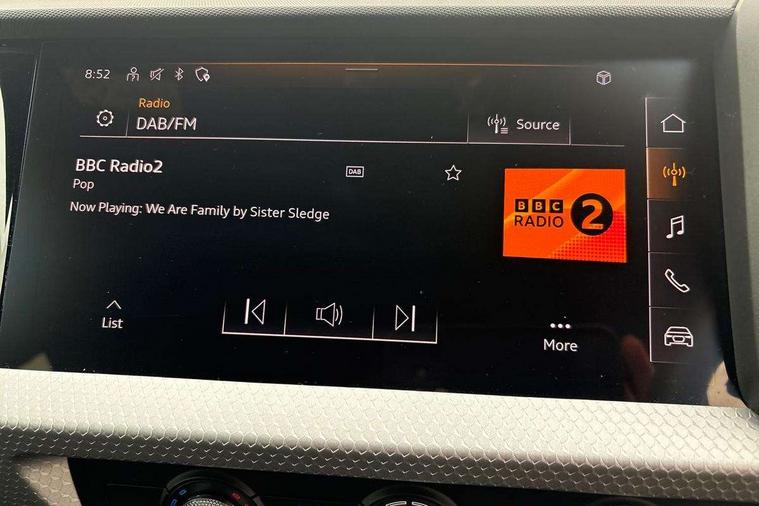 8:52
Radio
DAB/FM
Source
BBC Radio2
DAB
Pop
Now Playing: We Are Family by Sister Sledge
BBC
RADIO 2
List
More